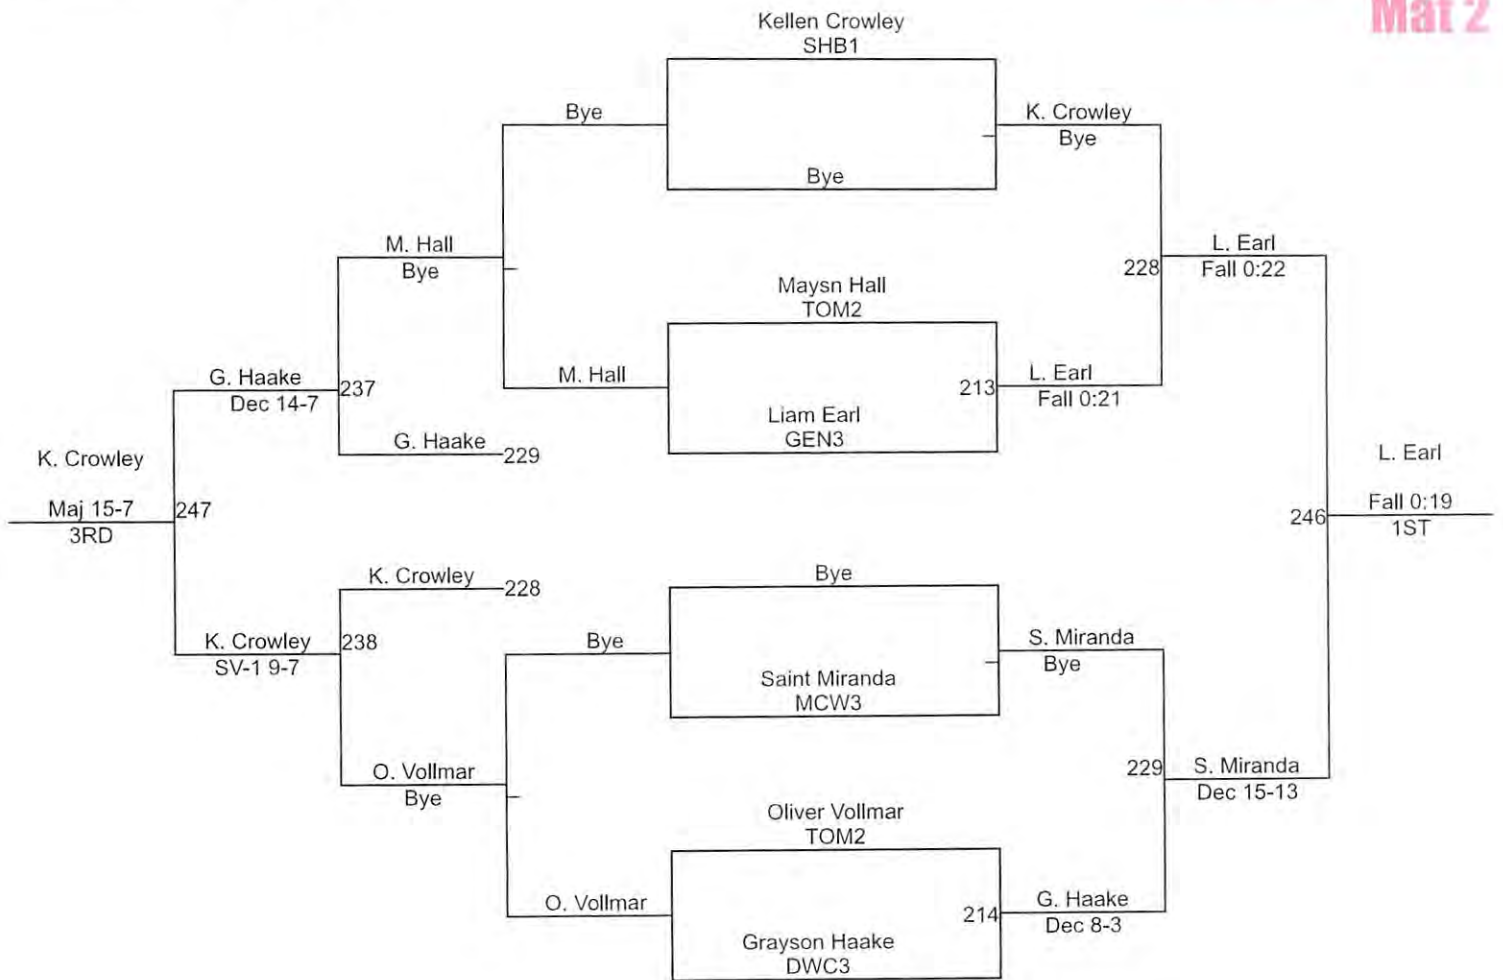 Mat 2
Kellen Crowley
SHB1
Bye
K. Crowley
Bye
Bye
M. Hall
Bye
L. Earl
228
Fall 0:22
Maysn Hall
TOM2
G. Haake
237
Dec 14-7
M. Hall
213
L. Earl
Fall 0:21
Liam Earl
GEN3
G. Haake
229
K. Crowley
Maj 15-7
247
3RD
L. Earl
246
Fall 0:19
1ST
K. Crowley
228
Bye
K. Crowley
238
SV-1 9-7
Bye
S. Miranda
Bye
Saint Miranda
MCW3
O. Vollmar
Bye
229
S. Miranda
Dec 15-13
Oliver Vollmar
TOM2
O. Vollmar
214
G. Haake
Dec 8-3
Grayson Haake
DWC3